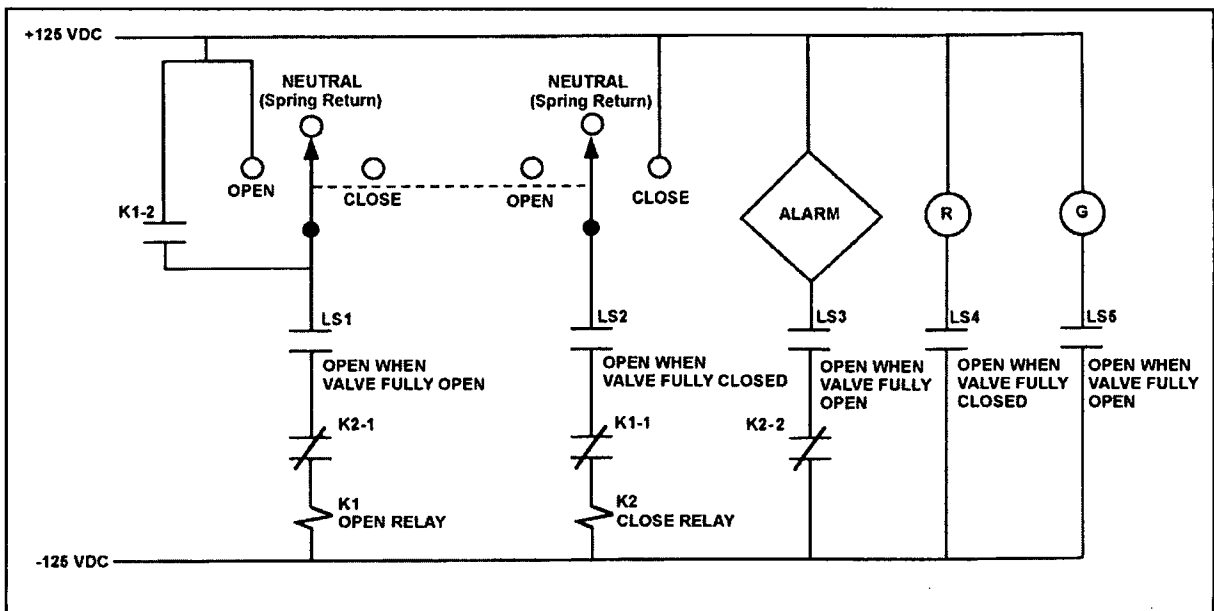 +125 VDC
NEUTRAL
(Spring Return)
NEUTRAL
(Spring Return)
OPEN
CLOSE
OPEN
CLOSE
K1-2
ALARM
R
G
LS1
OPEN WHEN
VALVE FULLY OPEN
LS2
OPEN WHEN
VALVE FULLY CLOSED
LS3
OPEN WHEN
VALVE FULLY
OPEN
LS4
OPEN WHEN
VALVE FULLY
CLOSED
LS5
OPEN WHEN
VALVE FULLY
OPEN
K2-1
K1-1
K2-2
K1
OPEN RELAY
K2
CLOSE RELAY
-125 VDC